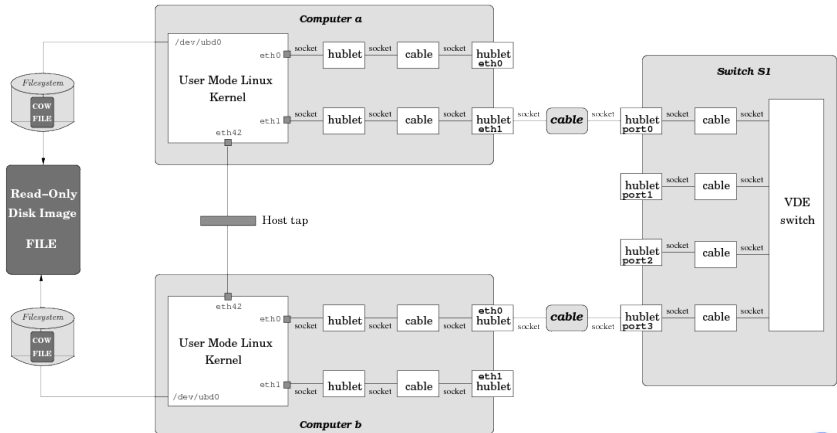 Computer a
/dev/ubd0
eth0
socket
hublet
socket
cable
socket
hublet
eth0
User Mode Linux
Kernel
eth1
socket
hublet
socket
cable
socket
hublet
eth1
eth42
Filesystem
COW
FILE
Read-Only
Disk Image
FILE
Host tap
socket
cable
socket
Switch S1
hublet
port0
socket
cable
socket
hublet
port1
socket
cable
socket
hublet
port2
socket
cable
socket
hublet
port3
socket
cable
socket
VDE
switch
Filesystem
COW
FILE
eth42
eth0
socket
hublet
socket
cable
socket
eth0
hublet
User Mode Linux
Kernel
eth1
socket
hublet
socket
cable
socket
eth1
hublet
/dev/ubd0
socket
cable
socket
Computer b